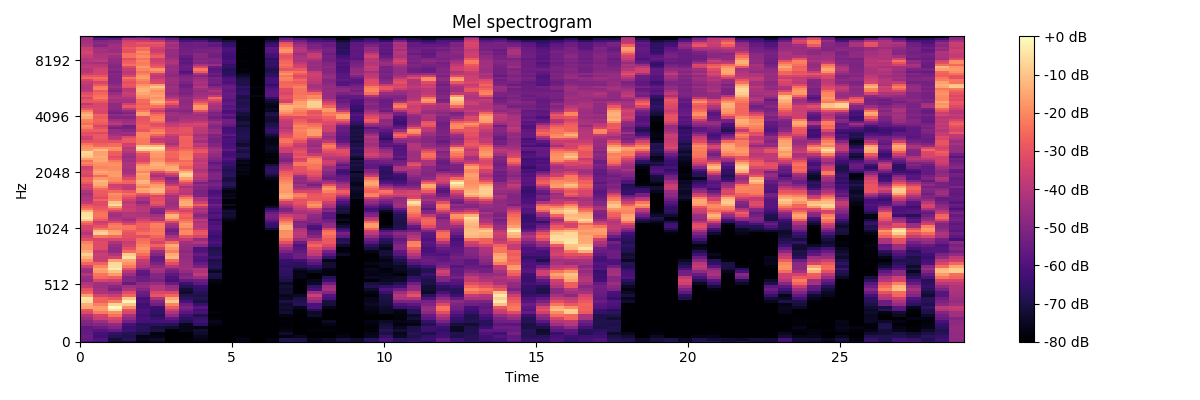 Mel spectrogram
8192
4096
2048
1024
512
0
Hz
0 5 10 15 20 25
Time
+0 dB
-10 dB
-20 dB
-30 dB
-40 dB
-50 dB
-60 dB
-70 dB
-80 dB